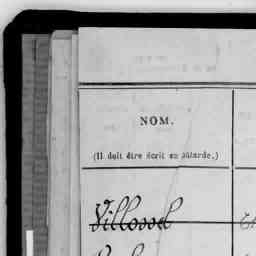 NOM.
(Il doit être écrit en bâtarde.)
Villossel